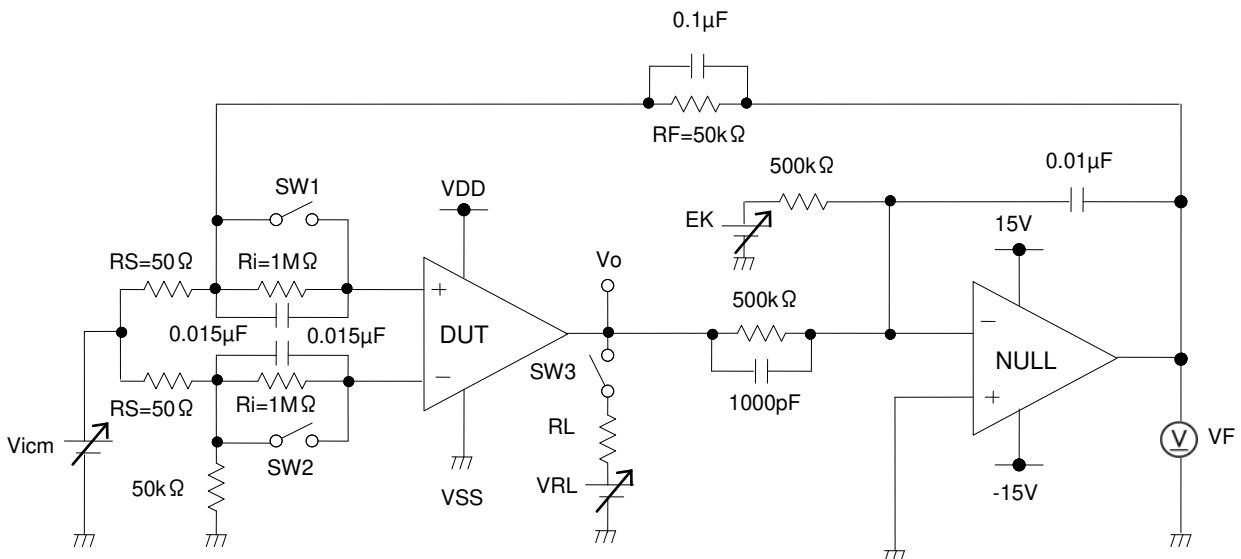 0.1µF
RF=50kΩ
500kΩ
0.01µF
SW1
VDD
EK
15V
RS=50Ω
Ri=1MΩ
Vo
+
500kΩ
−
0.015µF
0.015µF
DUT
NULL
−
SW3
+
RS=50Ω
Ri=1MΩ
1000pF
Vicm
SW2
RL
V
VF
50kΩ
VSS
VRL
-15V